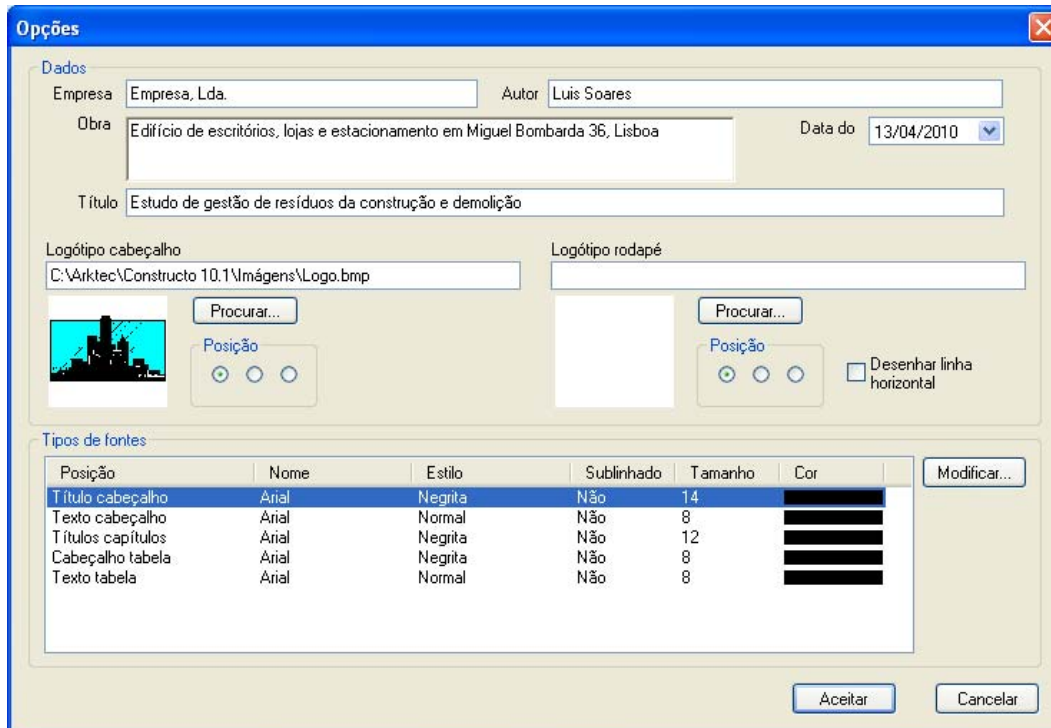 Opções
Dados
Empresa Empresa, Lda. Autor Luis Soares
Obra Edifício de escritórios, lojas e estacionamento em Miguel Bombarda 36, Lisboa Data do 13/04/2010
Título Estudo de gestão de resíduos da construção e demolição
Logótipo cabeçalho Logótipo rodapé
C:\Arktec\Constructo 10.1\Imágens\Logo.bmp
Procurar... Procurar...
Posição Posição
Desenhar linha
horizontal
Tipos de fontes
Posição Nome Estilo Sublinhado Tamanho Cor Modificar...
Título cabeçalho Arial Negrita Não 14
Texto cabeçalho Arial Normal Não 8
Títulos capítulos Arial Negrita Não 12
Cabeçalho tabela Arial Negrita Não 8
Texto tabela Arial Normal Não 8
Aceitar Cancelar